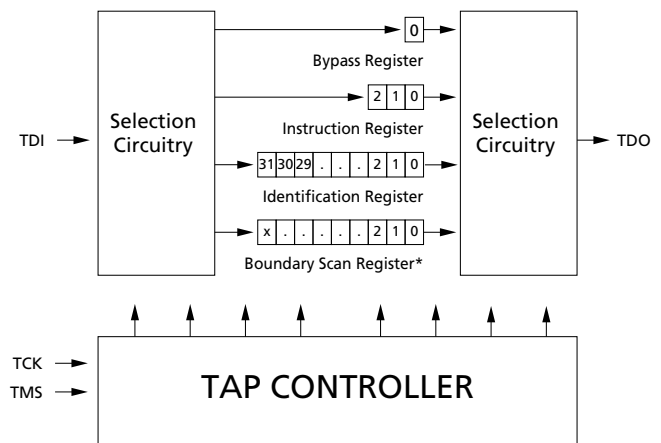 0
Bypass Register
2 1 0
Instruction Register
31 30 29 . . . 2 1 0
Identification Register
x . . . . . 2 1 0
Boundary Scan Register*
Selection
Circuitry
Selection
Circuitry
TDI
TDO
TCK
TMS
TAP CONTROLLER